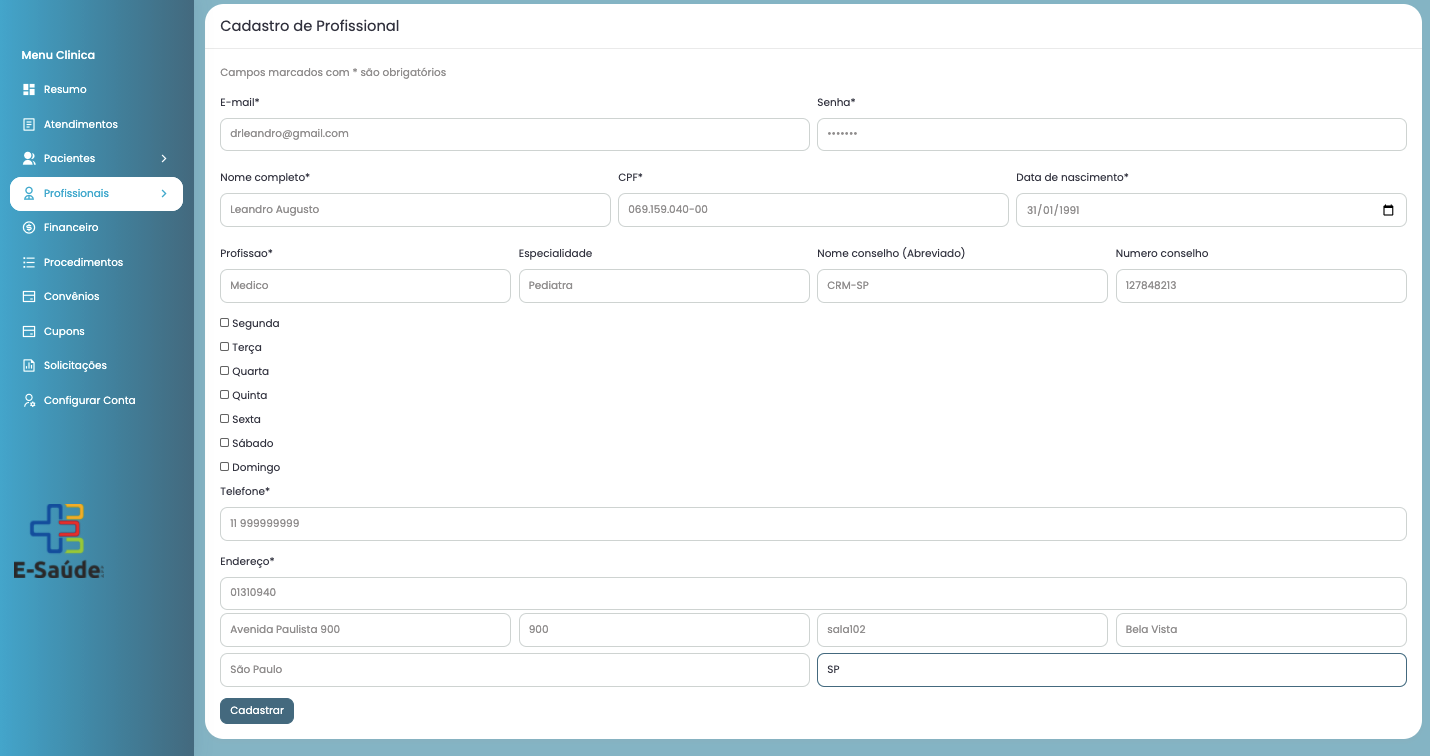 Menu Clinica
Resumo
Atendimentos
Pacientes
Profissionais
Financeiro
Procedimentos
Convênios
Cupons
Solicitações
Configurar Conta
E-Saúde
Cadastro de Profissional
Campos marcados com * são obrigatórios
E-mail* Senha*
drleandro@gmail.com •••••••
Nome completo* CPF* Data de nascimento*
Leandro Augusto 069.159.040-00 31/01/1991
Profissao* Especialidade Nome conselho (Abreviado) Numero conselho
Medico Pediatra CRM-SP 127848213
Segunda
Terça
Quarta
Quinta
Sexta
Sábado
Domingo
Telefone*
11 999999999
Endereço*
01310940
Avenida Paulista 900 900 sala102 Bela Vista
São Paulo SP
Cadastrar